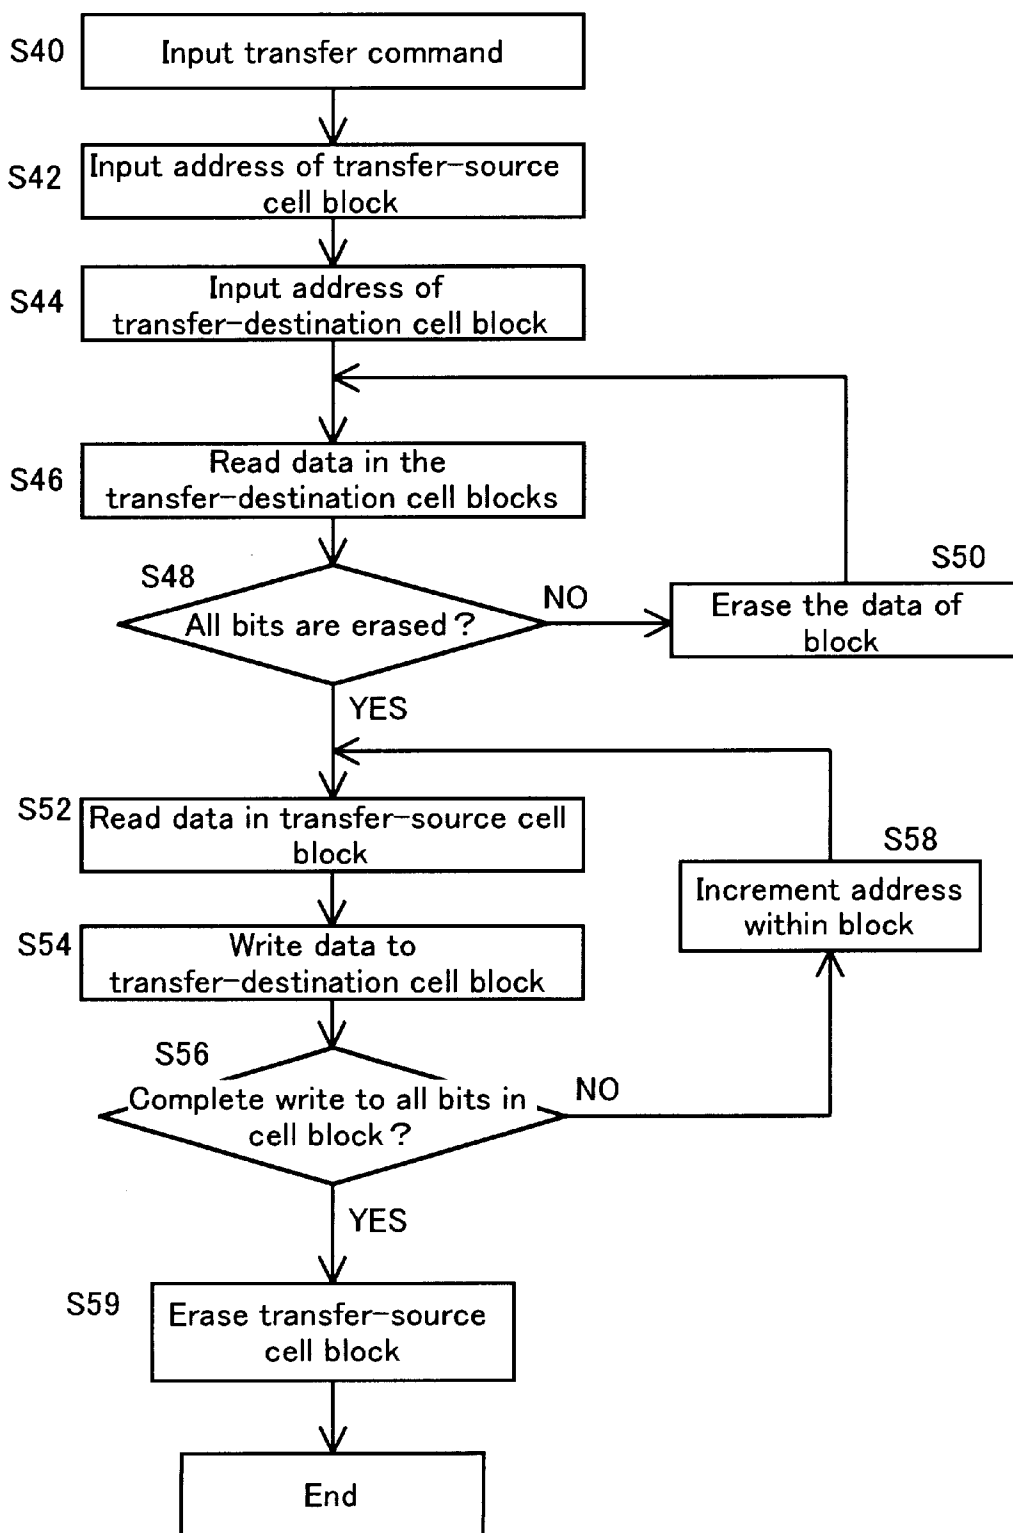 S40
Input transfer command
S42
Input address of transfer-source
cell block
S44
Input address of
transfer-destination cell block
S46
Read data in the
transfer-destination cell blocks
S48
All bits are erased?
NO
S50
Erase the data of
block
YES
S52
Read data in transfer-source cell
block
S58
Increment address
within block
S54
Write data to
transfer-destination cell block
S56
Complete write to all bits in
cell block?
NO
YES
S59
Erase transfer-source
cell block
End